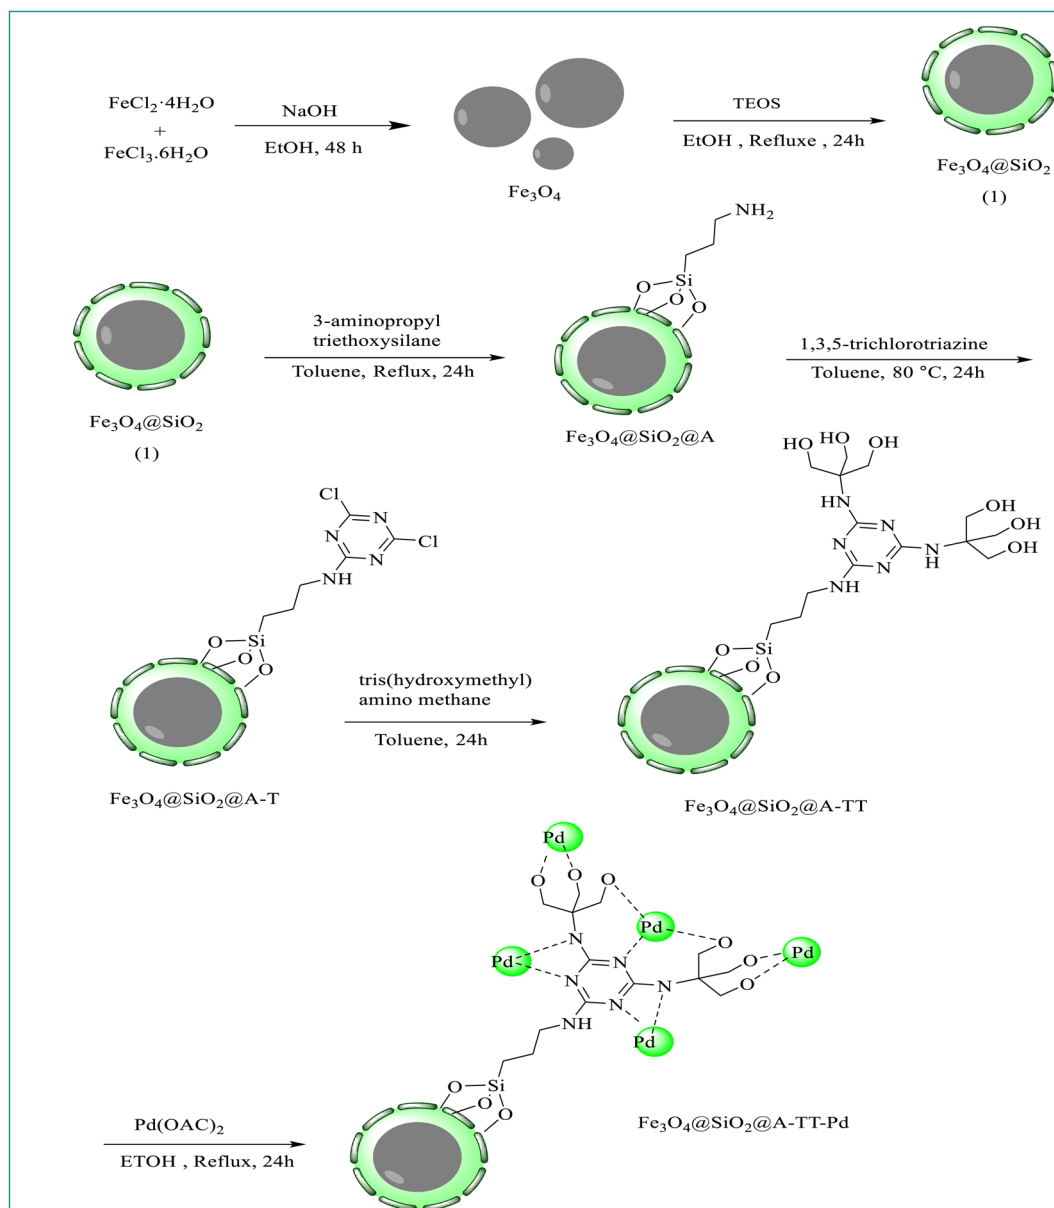 FeCl₂·4H₂O
+
FeCl₃.6H₂O
NaOH
EtOH, 48 h
Fe₃O₄
TEOS
EtOH , Refluxe , 24h
Fe₃O₄@SiO₂
(1)
Fe₃O₄@SiO₂
(1)
3-aminopropyl
triethoxysilane
Toluene, Reflux, 24h
NH₂
Si
O
O
O
Fe₃O₄@SiO₂@A
1,3,5-trichlorotriazine
Toluene, 80 °C, 24h
Cl
N
N
Cl
N
NH
Si
O
O
O
Fe₃O₄@SiO₂@A-T
tris(hydroxymethyl)
amino methane
Toluene, 24h
HO
HO
OH
HN
OH
OH
OH
N
N
N
N
H
NH
Si
O
O
O
Fe₃O₄@SiO₂@A-TT
Pd(OAC)₂
ETOH , Reflux, 24h
Pd
O
O
O
Pd
N
O
Pd
O
O
Pd
N
N
N
N
Pd
NH
Si
O
O
O
Fe₃O₄@SiO₂@A-TT-Pd